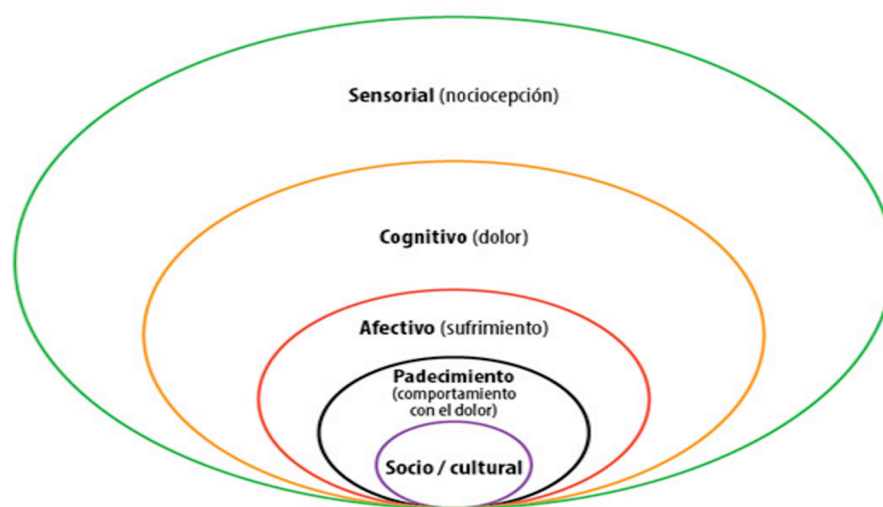 Sensorial (nociocepción)
Cognitivo (dolor)
Afectivo (sufrimiento)
Padecimiento
(comportamiento
con el dolor)
Socio / cultural